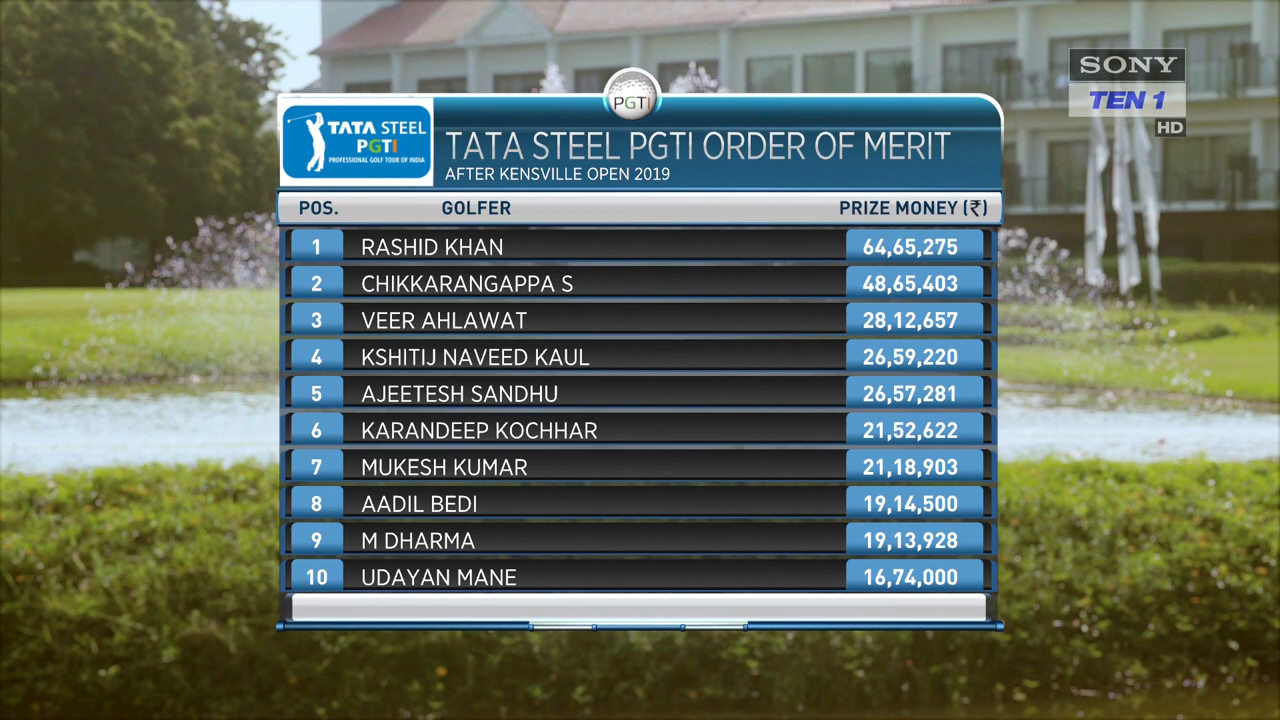 SONY
TEN 1
HD
PGTI
TATA STEEL
PGTI
PROFESSIONAL GOLF TOUR OF INDIA
TATA STEEL PGTI ORDER OF MERIT
AFTER KENSVILLE OPEN 2019
POS. GOLFER PRIZE MONEY (₹)
1 RASHID KHAN 64,65,275
2 CHIKKARANGAPPA S 48,65,403
3 VEER AHLAWAT 28,12,657
4 KSHITIJ NAVEED KAUL 26,59,220
5 AJEETESH SANDHU 26,57,281
6 KARANDEEP KOCHHAR 21,52,622
7 MUKESH KUMAR 21,18,903
8 AADIL BEDI 19,14,500
9 M DHARMA 19,13,928
10 UDAYAN MANE 16,74,000